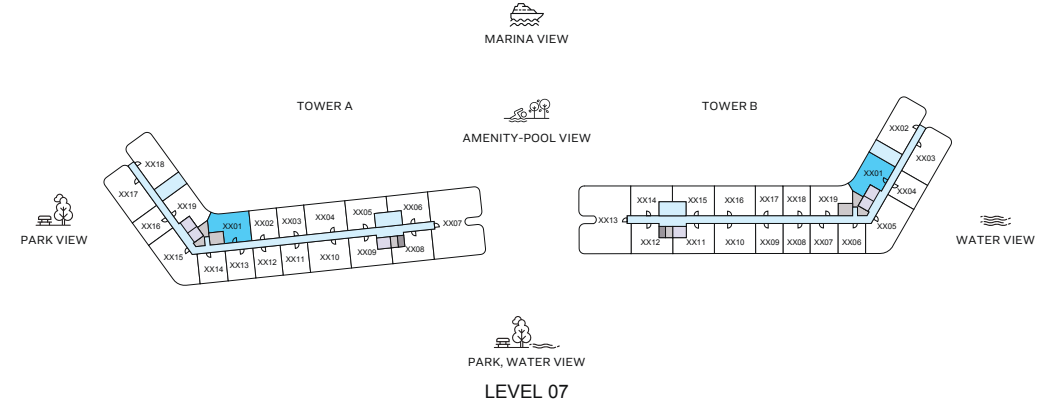 MARINA VIEW
TOWER A
TOWER B
AMENITY-POOL VIEW
XX18
XX17
XX19
XX16
XX01
XX02
XX03
XX04
XX05
XX06
XX07
XX15
XX14
XX13
XX12
XX11
XX10
XX09
XX08
XX02
XX03
XX01
XX04
XX14
XX15
XX16
XX17
XX18
XX19
XX13
XX05
XX12
XX11
XX10
XX09
XX08
XX07
XX06
PARK VIEW
WATER VIEW
PARK, WATER VIEW
LEVEL 07